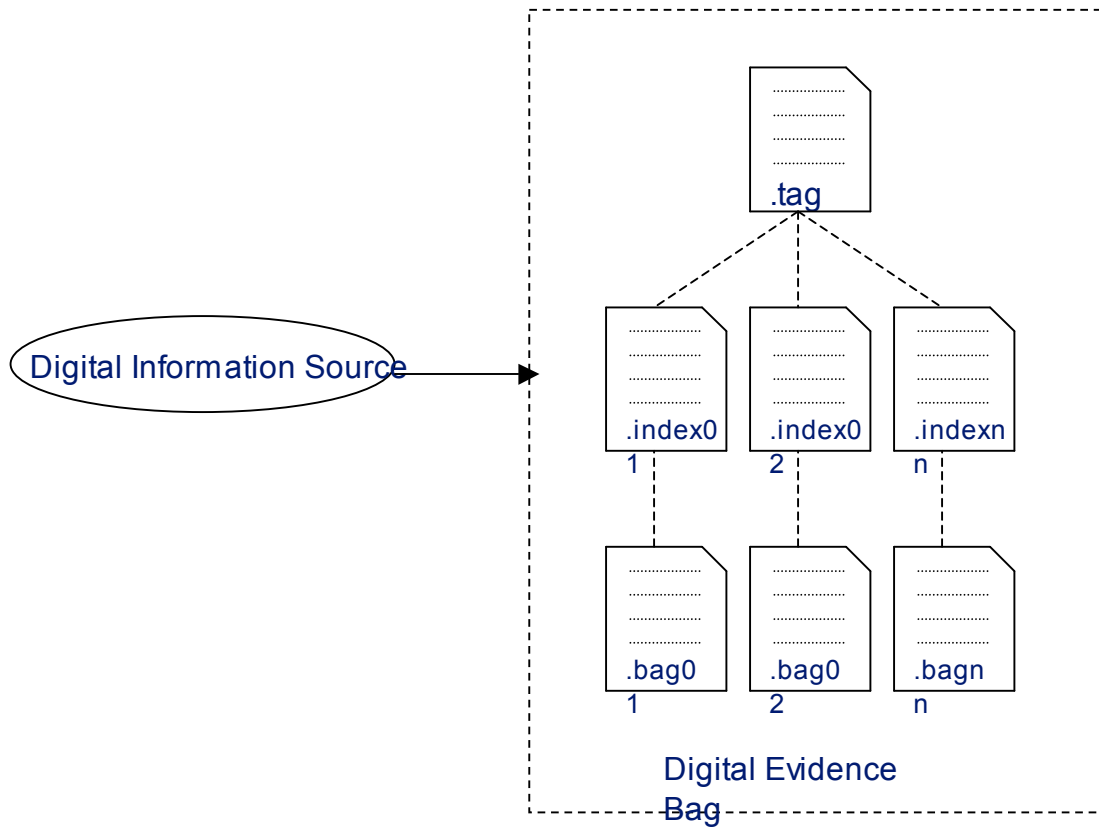 .tag
Digital Information Source
.index0
1
.index0
2
.indexn
n
.bag0
1
.bag0
2
.bagn
n
Digital Evidence
Bag